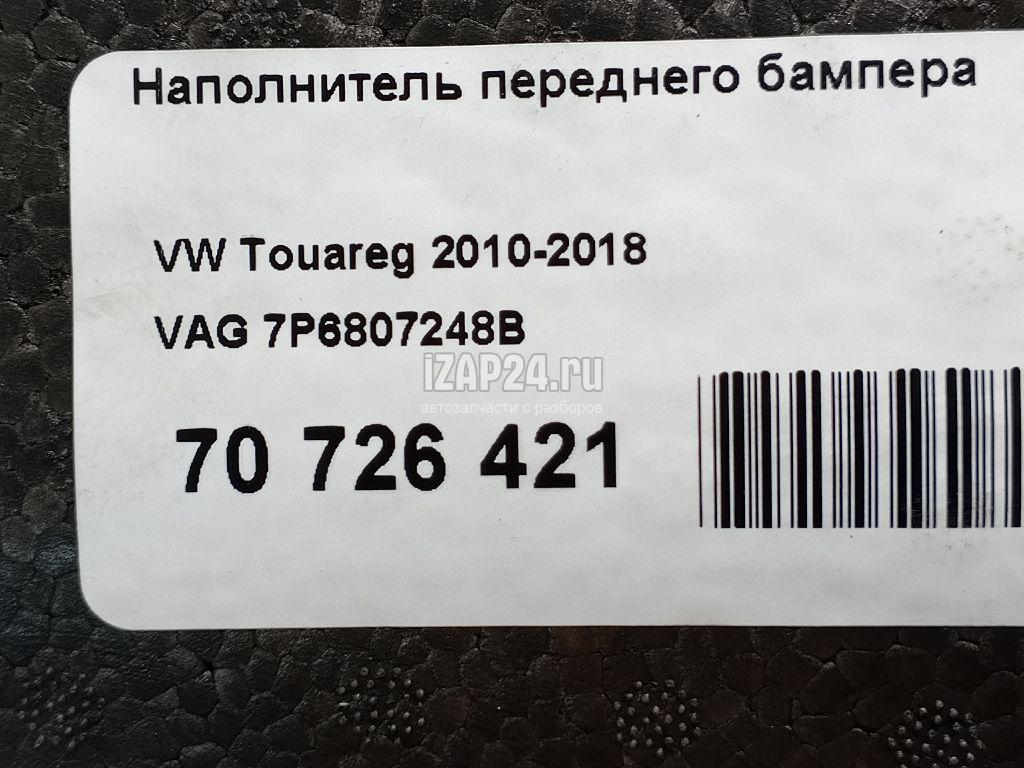 Наполнитель переднего бампера
VW Touareg 2010-2018
VAG 7P6807248B
iZAP24.ru
автозапчасти с разборов
70 726 421